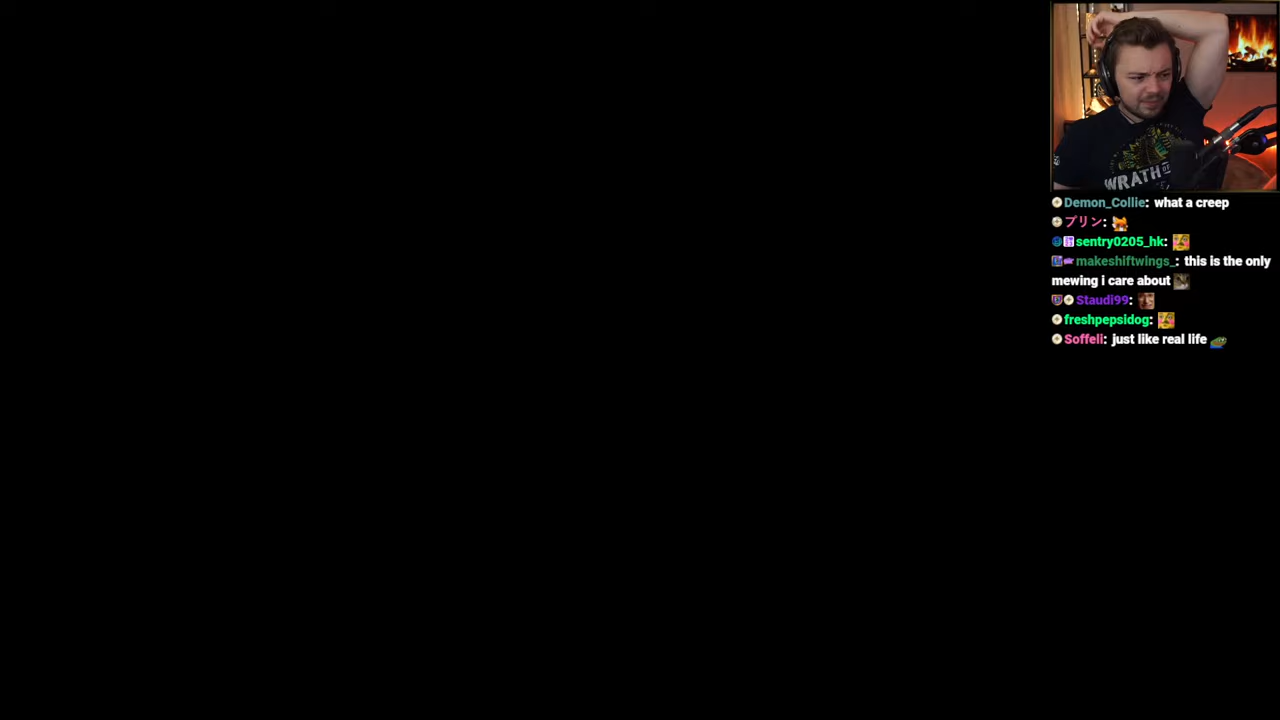 WRATH OF
Demon_Collie: what a creep
プリン:
sentry0205_hk:
makeshiftwings_: this is the only
mewing i care about
Staudi99:
freshpepsidog:
Soffeli: just like real life